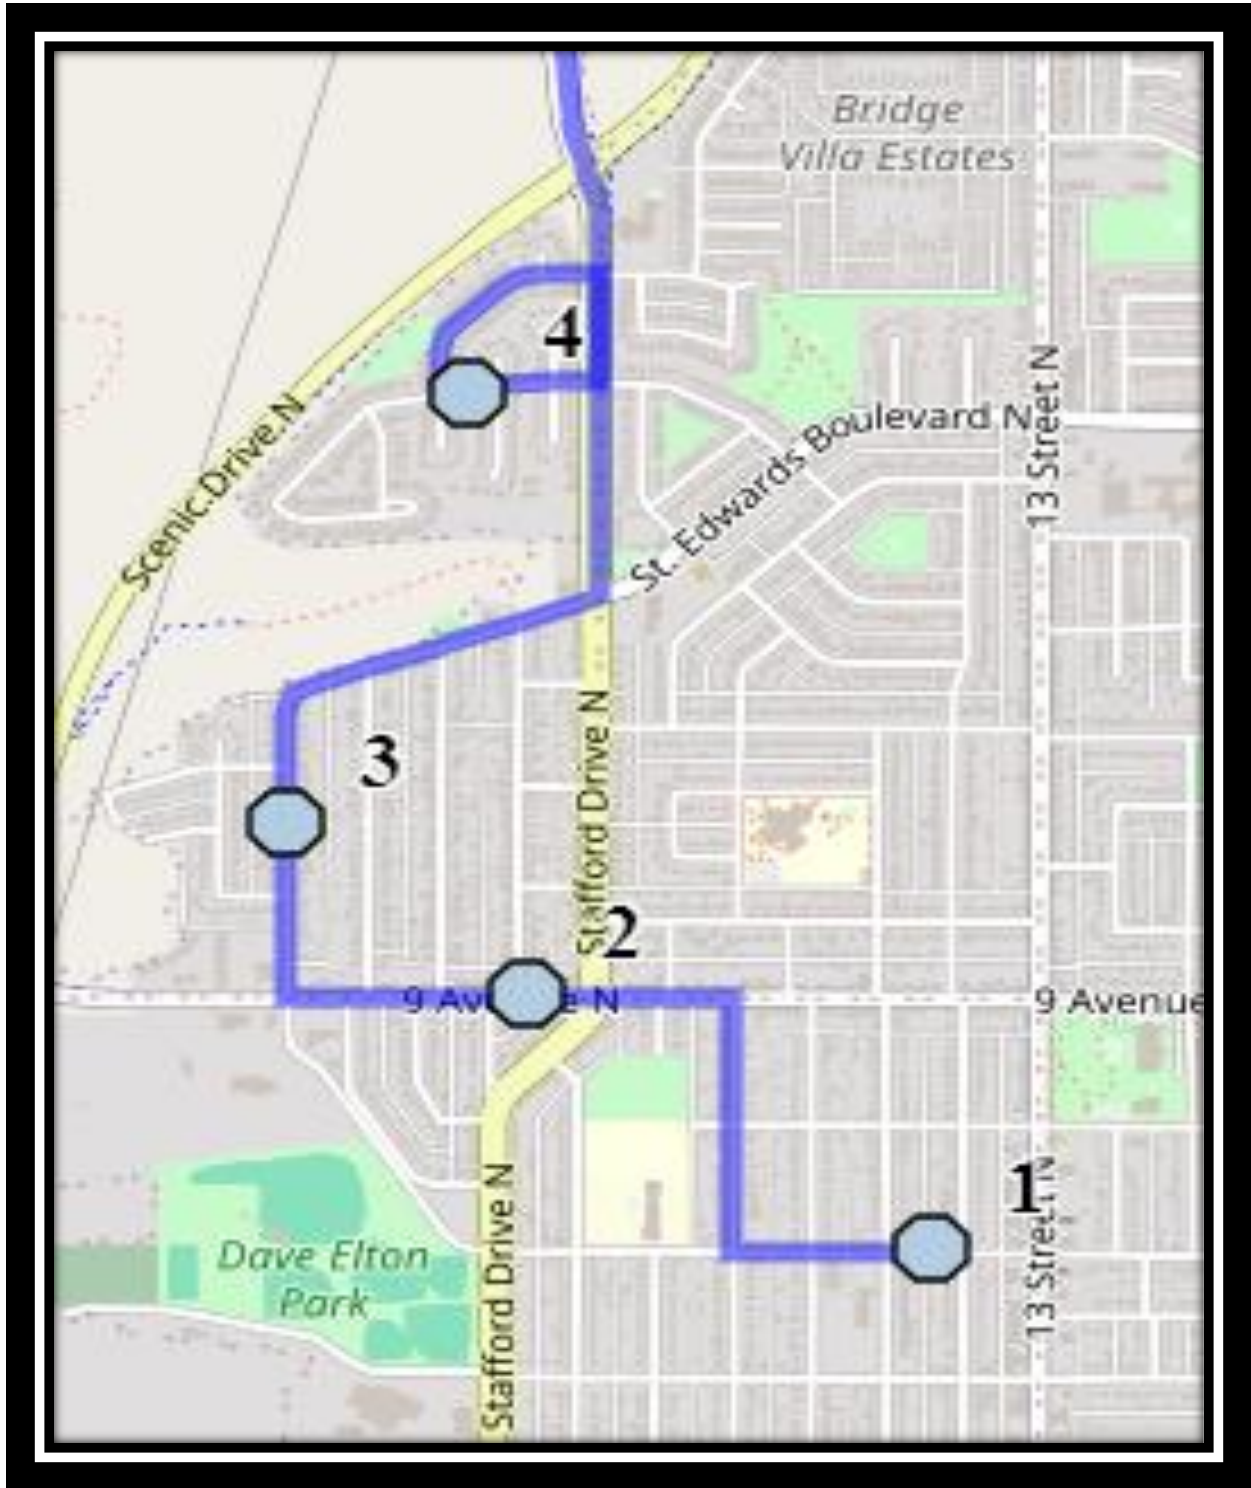 Bridge
Villa Estates
4
Scenic Drive N
13 Street N
St. Edwards Boulevard N
3
Stafford Drive N
2
9 Av e N
9 Avenue
1
13 Street N
Dave Elton
Park
Stafford Drive N